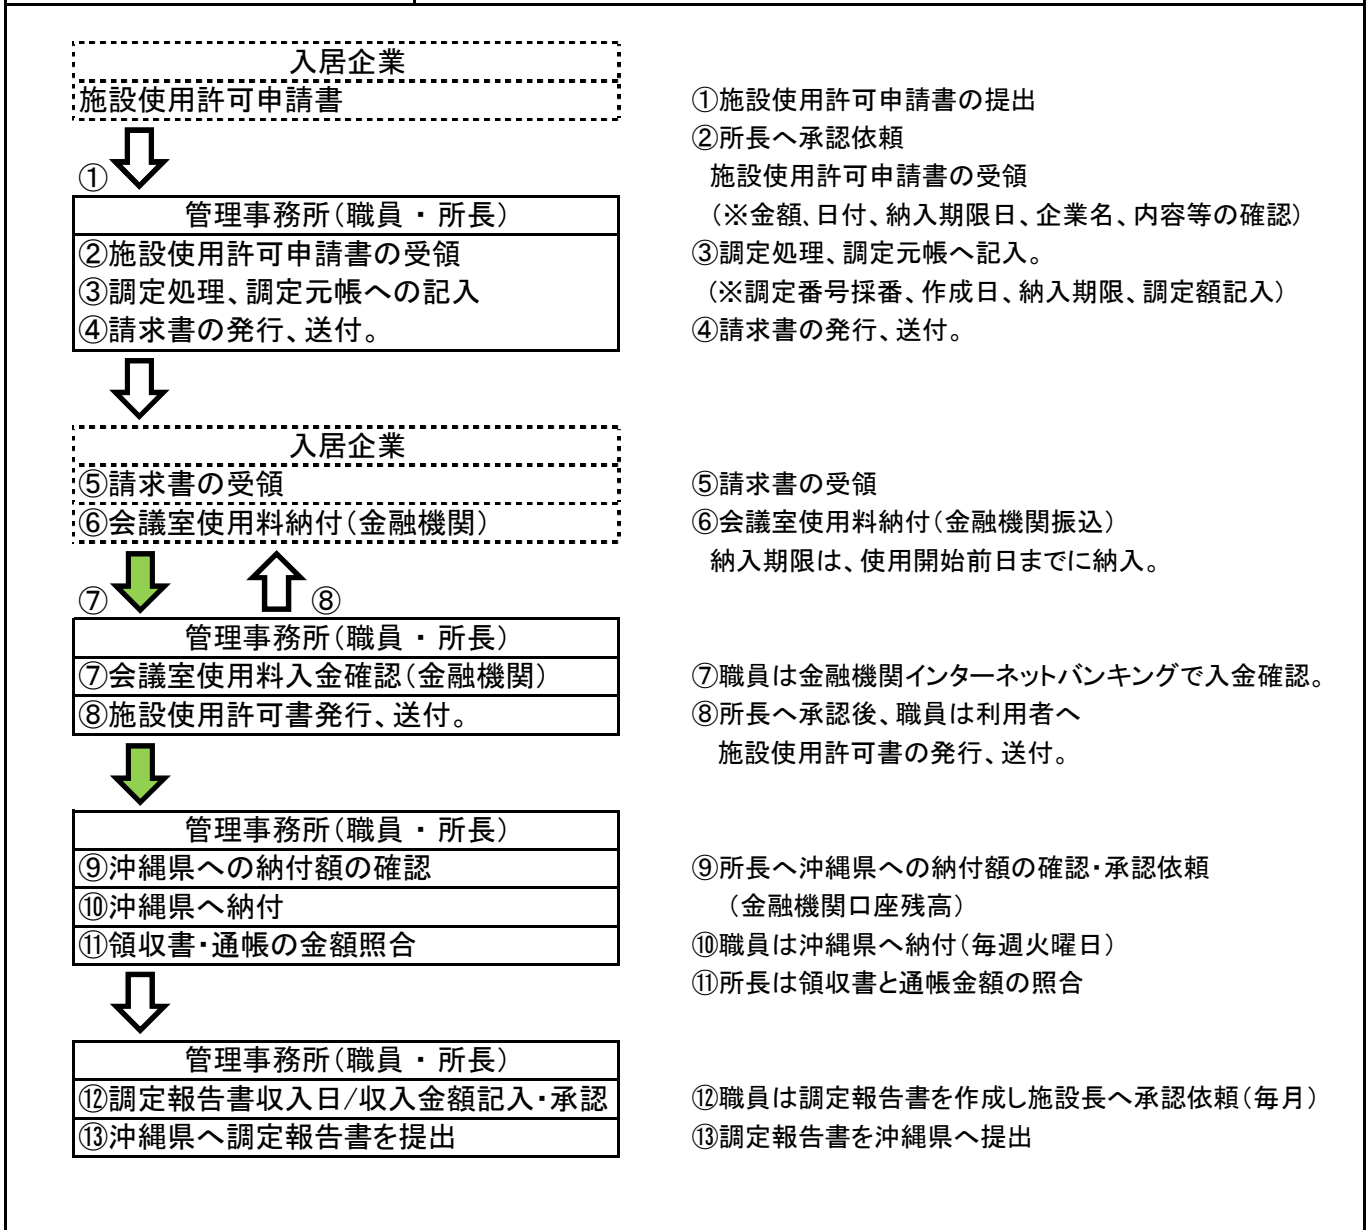 入居企業
施設使用許可申請書
①
管理事務所(職員 ・ 所長)
②施設使用許可申請書の受領
③調定処理、調定元帳への記入
④請求書の発行、送付。
入居企業
⑤請求書の受領
⑥会議室使用料納付(金融機関)
⑦
⑧
管理事務所(職員 ・ 所長)
⑦会議室使用料入金確認(金融機関)
⑧施設使用許可書発行、送付。
管理事務所(職員 ・ 所長)
⑨沖縄県への納付額の確認
⑩沖縄県へ納付
⑪領収書・通帳の金額照合
管理事務所(職員 ・ 所長)
⑫調定報告書収入日/収入金額記入・承認
⑬沖縄県へ調定報告書を提出
①施設使用許可申請書の提出
②所長へ承認依頼
施設使用許可申請書の受領
(※金額、日付、納入期限日、企業名、内容等の確認)
③調定処理、調定元帳へ記入。
(※調定番号採番、作成日、納入期限、調定額記入)
④請求書の発行、送付。
⑤請求書の受領
⑥会議室使用料納付(金融機関振込)
納入期限は、使用開始前日までに納入。
⑦職員は金融機関インターネットバンキングで入金確認。
⑧所長へ承認後、職員は利用者へ
施設使用許可書の発行、送付。
⑨所長へ沖縄県への納付額の確認・承認依頼
(金融機関口座残高)
⑩職員は沖縄県へ納付(毎週火曜日)
⑪所長は領収書と通帳金額の照合
⑫職員は調定報告書を作成し施設長へ承認依頼(毎月)
⑬調定報告書を沖縄県へ提出